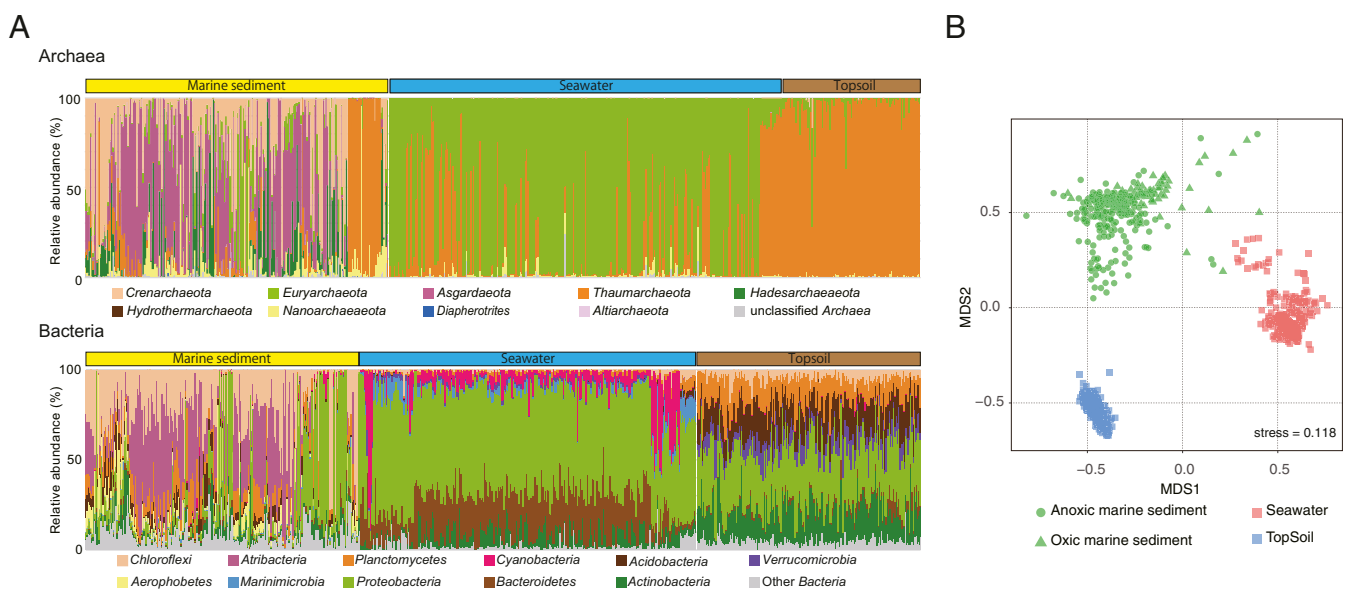 A
Archaea
Marine sediment Seawater Topsoil
Relative abundance (%)
100
50
0
Crenarchaeota Euryarchaeota Asgardaeota Thaumarchaeota Hadesarchaeaeota
Hydrothermarchaeota Nanoarchaeaeota Diapherotrites Altiarchaeota unclassified Archaea
Bacteria
Marine sediment Seawater Topsoil
Relative abundance (%)
100
50
0
Chloroflexi Atribacteria Planctomycetes Cyanobacteria Acidobacteria Verrucomicrobia
Aerophobetes Marinimicrobia Proteobacteria Bacteroidetes Actinobacteria Other Bacteria
B
MDS2
0.5
0.0
−0.5
stress = 0.118
−0.5 0.0 0.5
MDS1
Anoxic marine sediment Seawater
Oxic marine sediment TopSoil